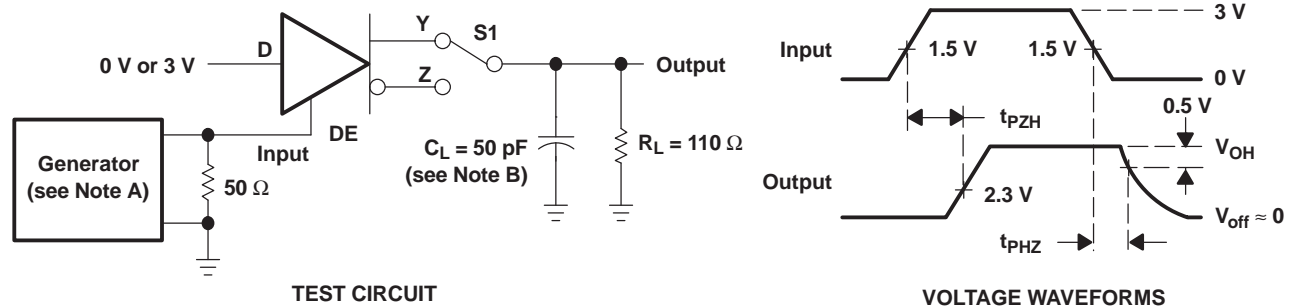 Y
S1
D
0 V or 3 V
Output
Z
DE
Input
Generator
(see Note A)
50 Ω
C_L = 50 pF
(see Note B)
R_L = 110 Ω
TEST CIRCUIT
3 V
Input
1.5 V
1.5 V
0 V
0.5 V
t_PZH
V_OH
Output
2.3 V
V_off ≈ 0
t_PHZ
VOLTAGE WAVEFORMS